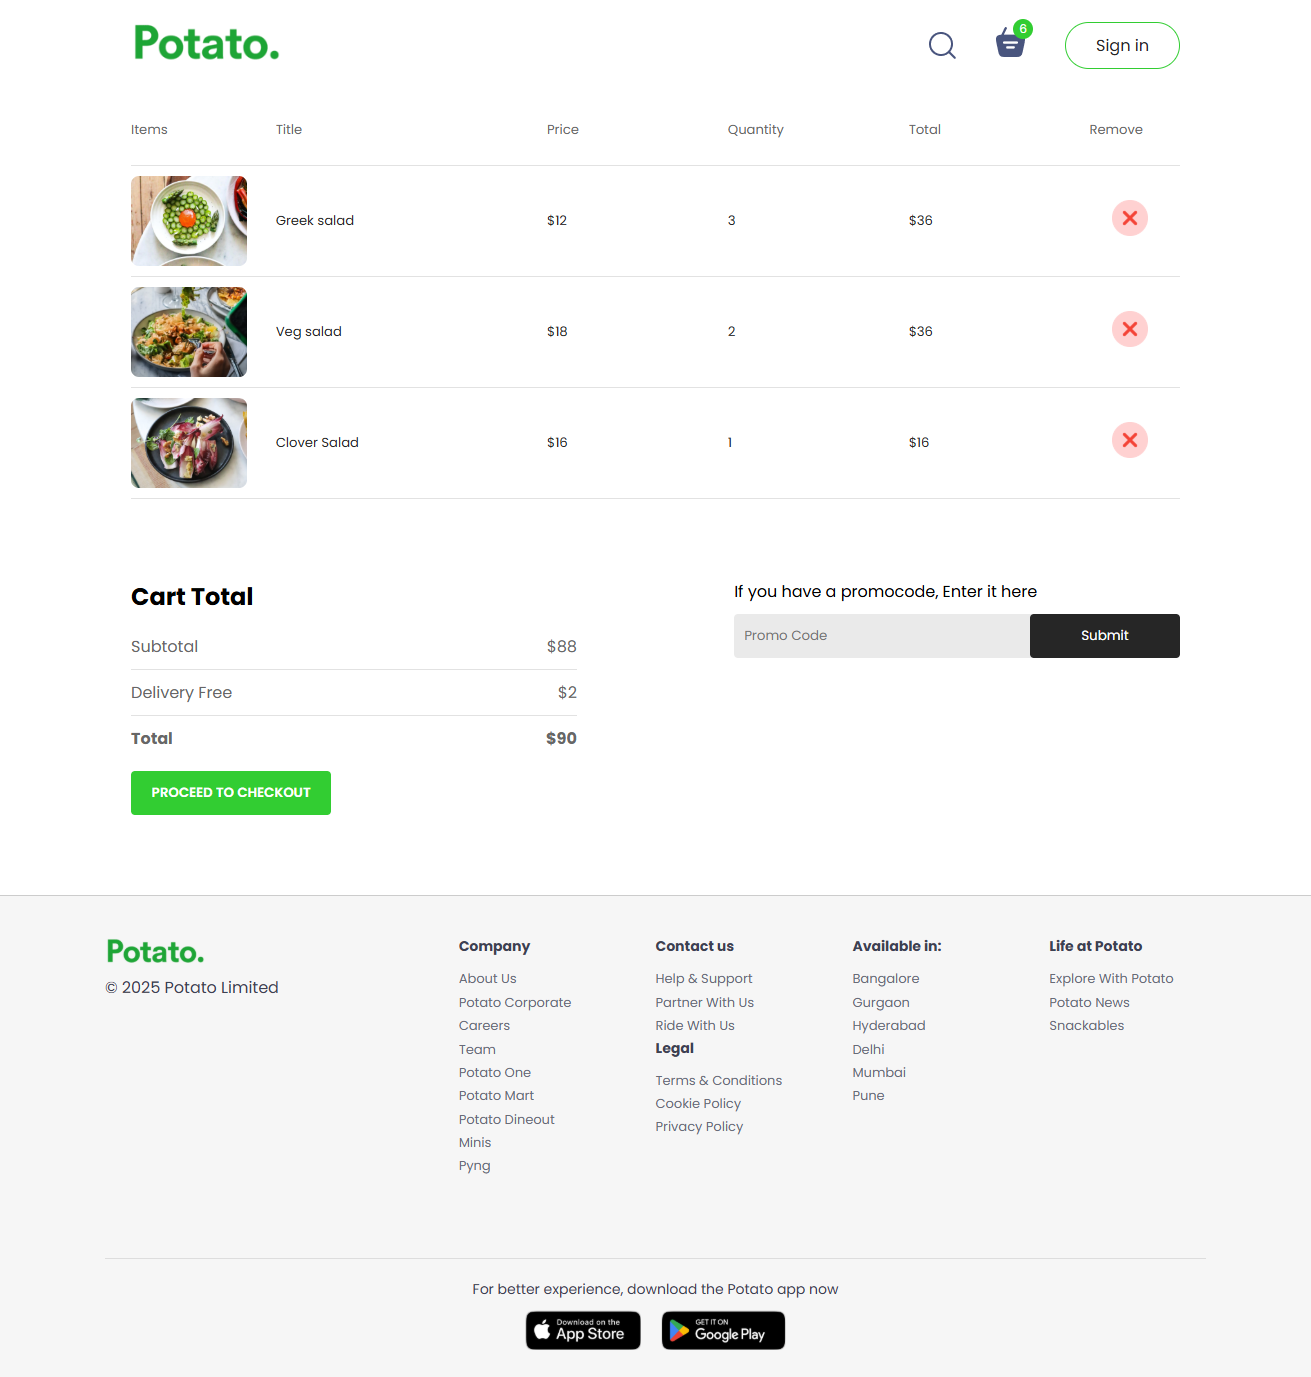 Potato.
6
Sign in
Items Title Price Quantity Total Remove
Greek salad $12 3 $36
Veg salad $18 2 $36
Clover Salad $16 1 $16
Cart Total
Subtotal $88
Delivery Free $2
Total $90
PROCEED TO CHECKOUT
If you have a promocode, Enter it here
Promo Code
Submit
Potato.
© 2025 Potato Limited
Company
About Us
Potato Corporate
Careers
Team
Potato One
Potato Mart
Potato Dineout
Minis
Pyng
Contact us
Help & Support
Partner With Us
Ride With Us
Legal
Terms & Conditions
Cookie Policy
Privacy Policy
Available in:
Bangalore
Gurgaon
Hyderabad
Delhi
Mumbai
Pune
Life at Potato
Explore With Potato
Potato News
Snackables
For better experience, download the Potato app now
Download on the
App Store
GET IT ON
Google Play